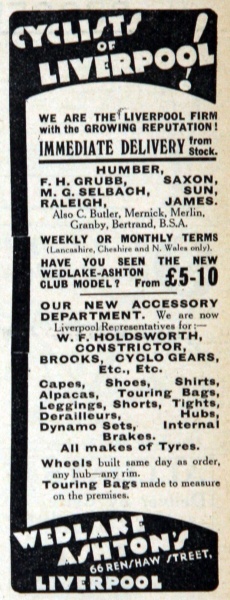 CYCLISTS
OF
LIVERPOOL!
WE ARE THE LIVERPOOL FIRM
with the GROWING REPUTATION!
IMMEDIATE DELIVERY from Stock.
HUMBER,
F. H. GRUBB, SAXON,
M. G. SELBACH, SUN,
RALEIGH, JAMES.
Also C. Butler, Mernick, Merlin,
Granby, Bertrand, B.S.A.
WEEKLY OR MONTHLY TERMS
(Lancashire, Cheshire and N. Wales only).
HAVE YOU SEEN THE NEW
WEDLAKE-ASHTON
CLUB MODEL? From £5-10
OUR NEW ACCESSORY
DEPARTMENT. We are now
Liverpool Representatives for:—
W. F. HOLDSWORTH,
CONSTRICTOR,
BROOKS, CYCLO GEARS,
Etc., Etc.
Capes, Shoes, Shirts,
Alpacas, Touring Bags,
Leggings, Shorts, Tights,
Derailleurs, Hubs,
Dynamo Sets, Internal
Brakes.
All makes of Tyres.
Wheels built same day as order,
any hub—any rim.
Touring Bags made to measure
on the premises.
WEDLAKE
ASHTON'S
66 RENSHAW STREET,
LIVERPOOL